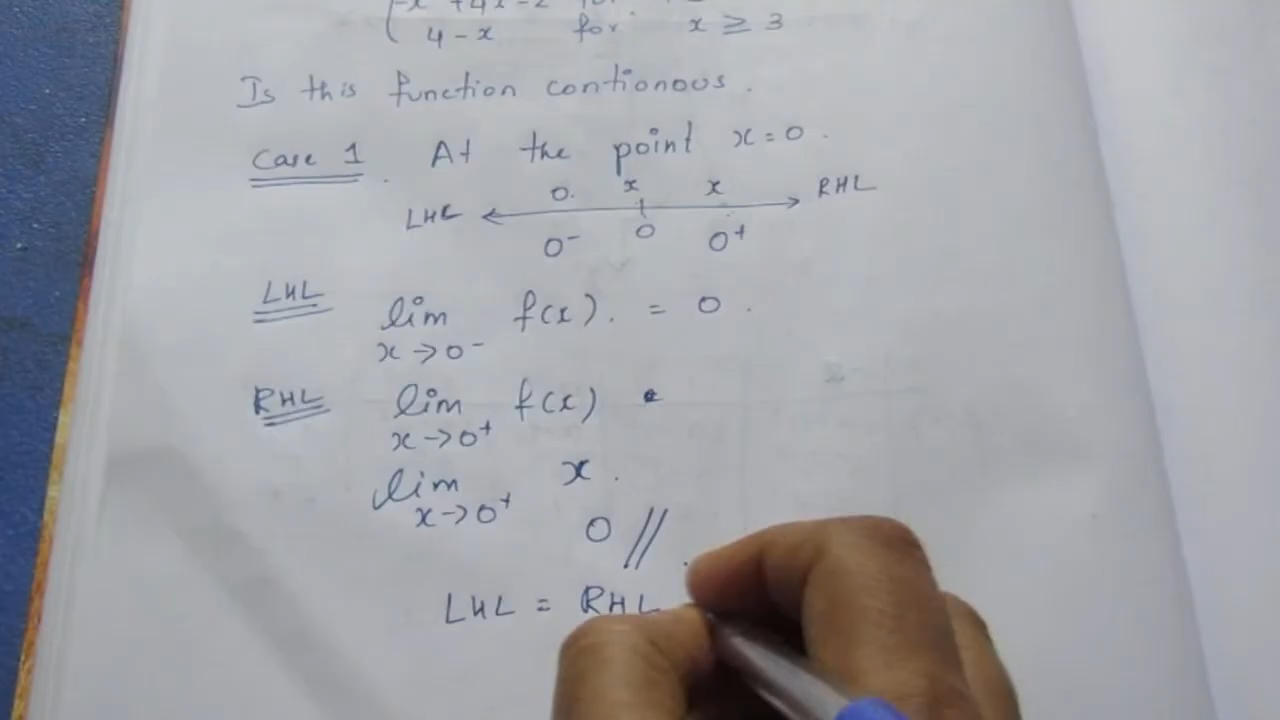 4 - x for x ≥ 3
Is this function contionous.
Case 1. At the point x = 0.
0. x x
LHL RHL
0⁻ 0 0⁺
LHL lim f(x). = 0.
x → 0⁻
RHL lim f(x)
x → 0⁺
lim x.
x → 0⁺
0 //
LHL = RHL